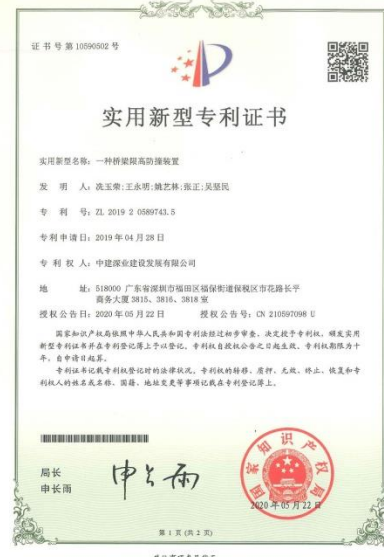 证书号第10590502号
实用新型专利证书
实用新型名称：一种桥梁限高防撞装置
发 明 人：冼玉荣;王永明;姚艺林;张正;吴坚民
专 利 号：ZL 2019 2 0589743.5
专利申请日：2019年04月28日
专 利 权 人：中建深业建设发展有限公司
地 址：518000 广东省深圳市福田区福保街道保税区市花路长平
商务大厦3815、3816、3818室
授权公告日：2020年05月22日 授权公告号：CN 210597098 U
国家知识产权局依照中华人民共和国专利法经过初步审查，决定授予专利权，颁发实用
新型专利证书并在专利登记簿上予以登记。专利权自授权公告之日起生效。专利权期限为十
年，自申请日起算。
专利证书记载专利权登记时的法律状况。专利权的转移、质押、无效、终止、恢复和专
利权人的姓名或名称、国籍、地址变更等事项记载在专利登记簿上。
局长
申长雨
申长雨
国家知识产权局
2020年05月22日
第 1 页 (共 2 页)